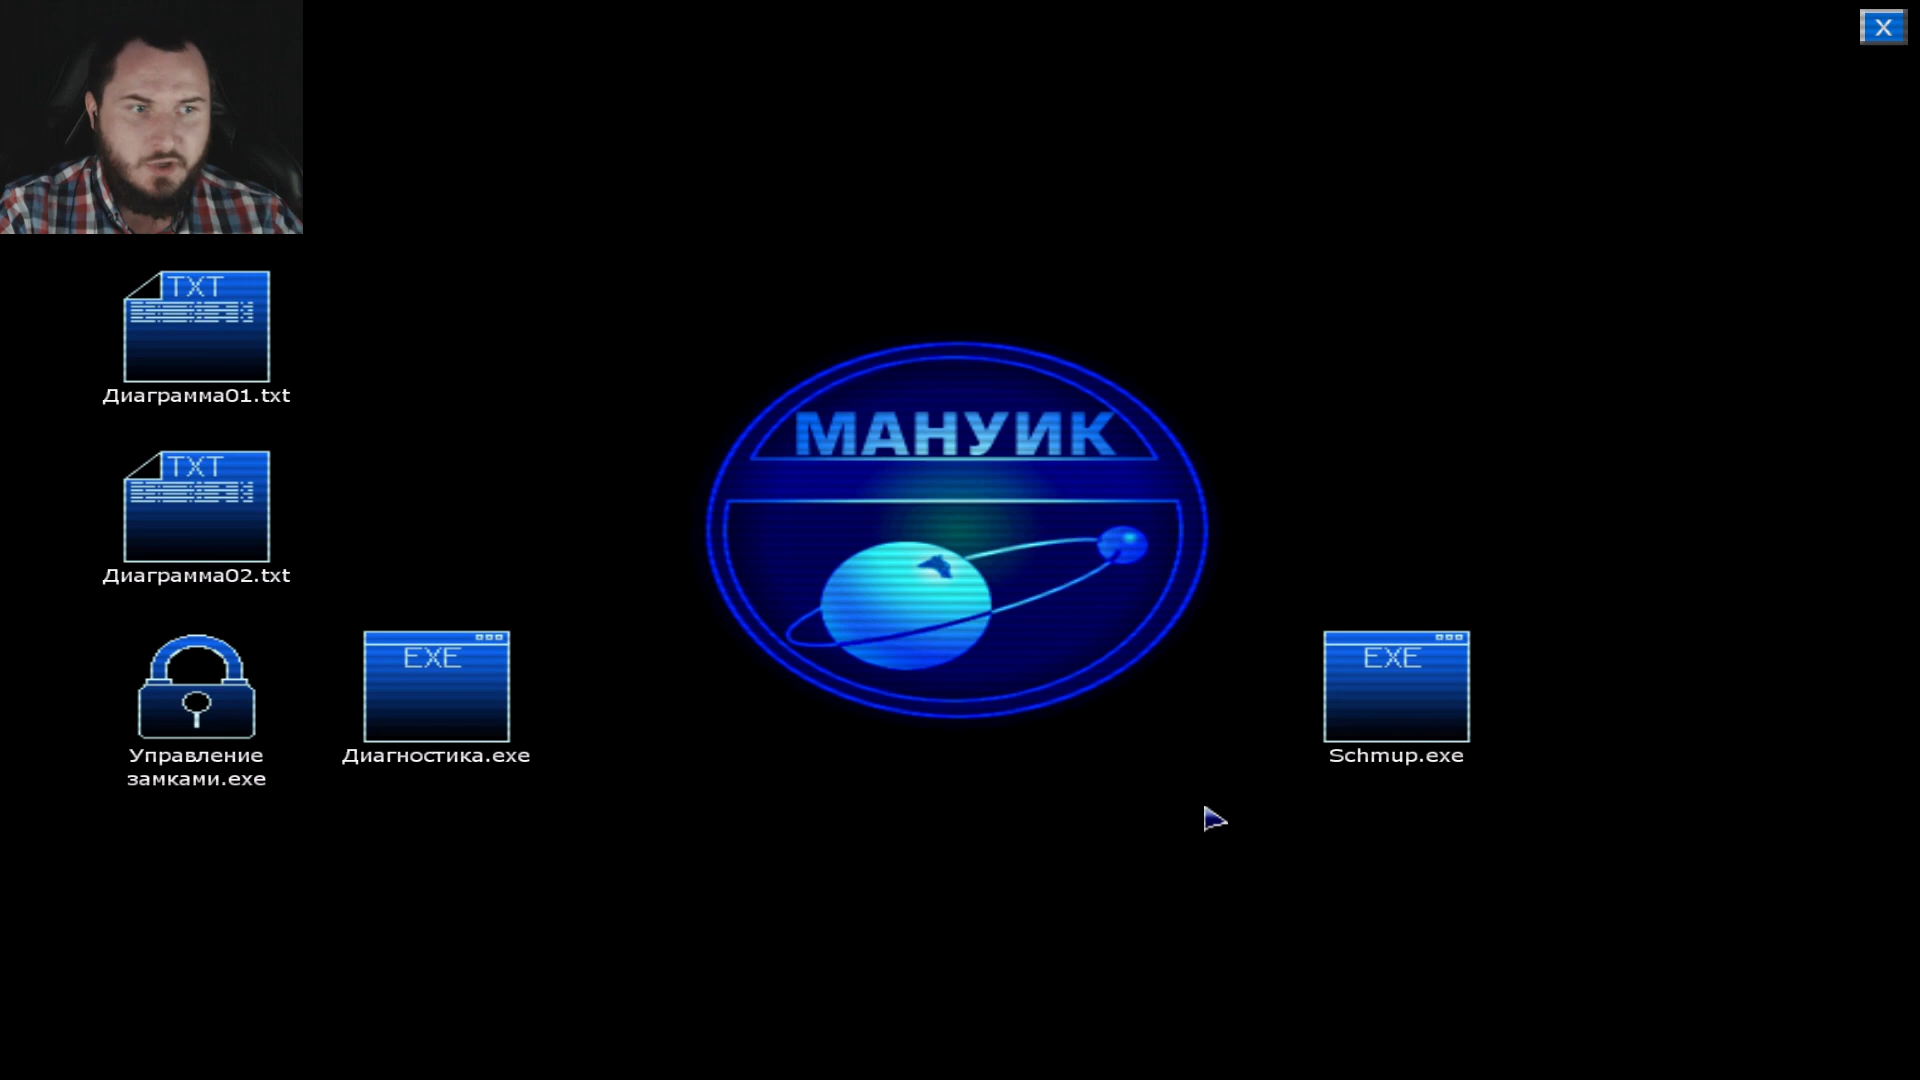 X
TXT
Диаграмма01.txt
МАНУИК
TXT
Диаграмма02.txt
EXE
EXE
Управление
замками.exe
Диагностика.exe
Schmup.exe